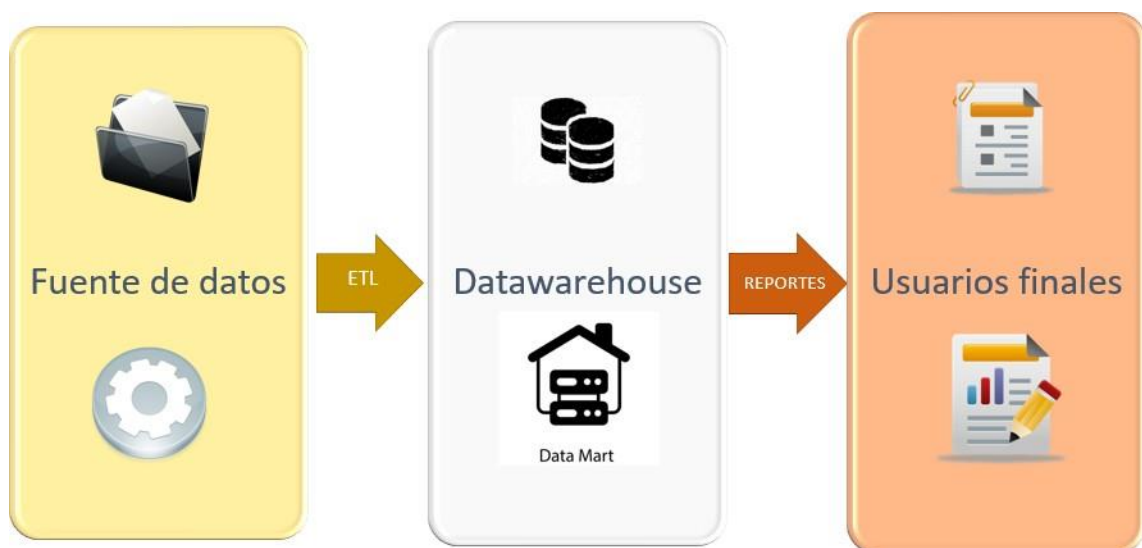 Fuente de datos
ETL
Datawarehouse
Data Mart
REPORTES
Usuarios finales